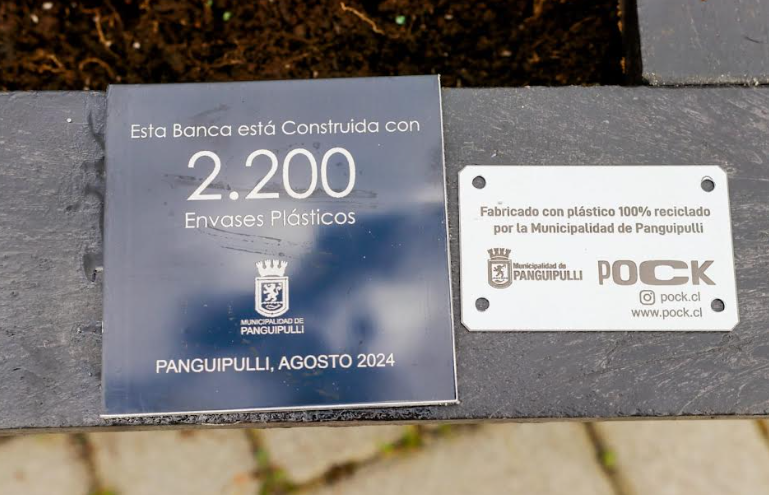 Esta Banca está Construida con
2.200
Envases Plásticos
MUNICIPALIDAD DE
PANGUIPULLI
PANGUIPULLI, AGOSTO 2024
Fabricado con plástico 100% reciclado
por la Municipalidad de Panguipulli
Municipalidad de
PANGUIPULLI
POCK
pock.cl
www.pock.cl